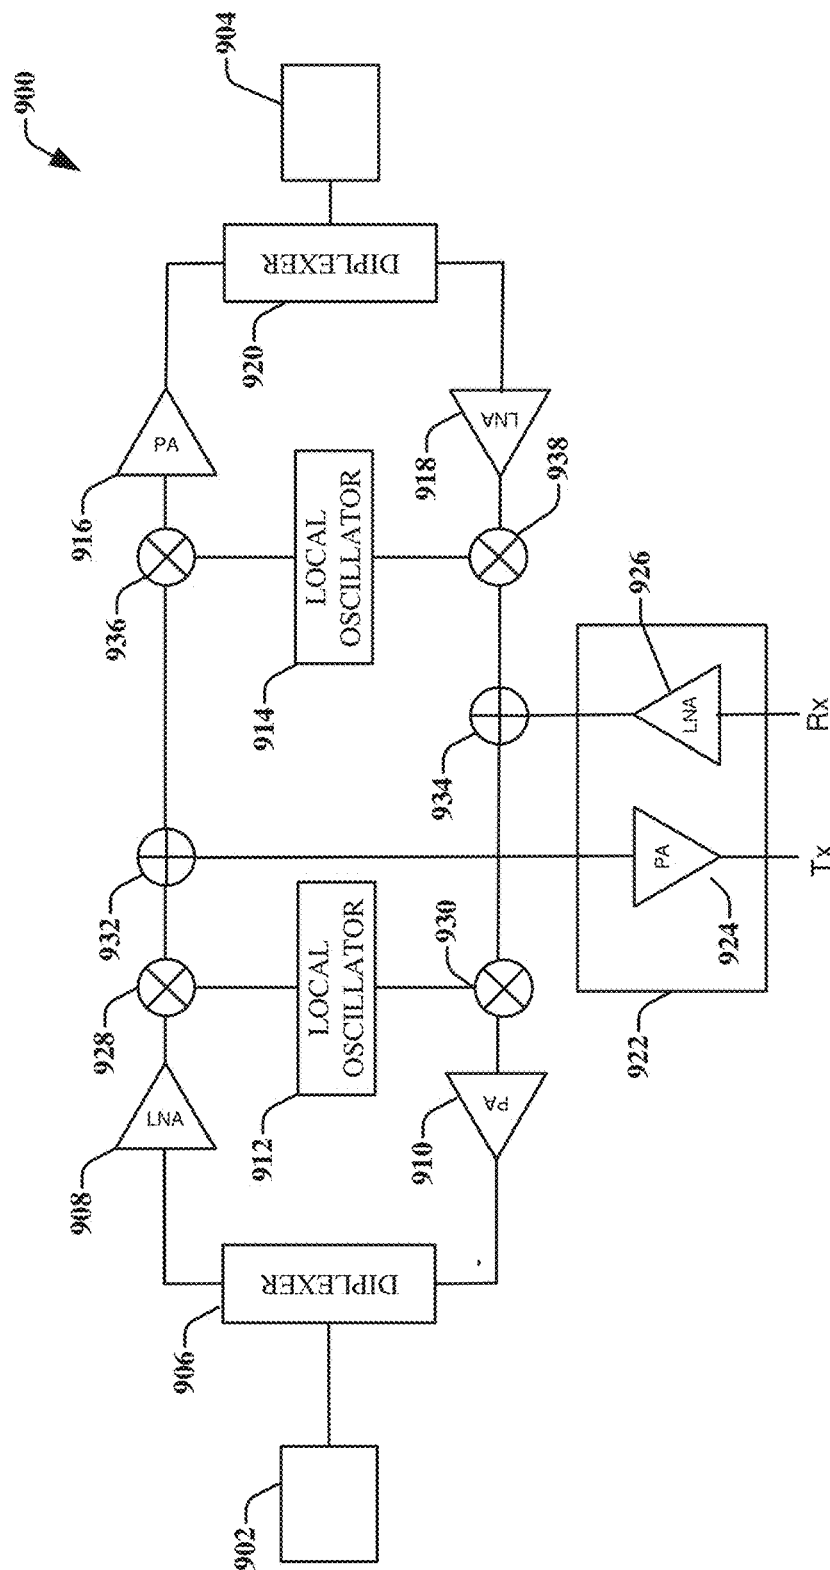 900
904
DIPLEXER
920
PA
916
LNA
918
936
938
LOCAL
OSCILLATOR
914
926
LNA
Rx
934
932
PA
924
Tx
922
928
930
LOCAL
OSCILLATOR
912
LNA
908
PA
910
DIPLEXER
906
902